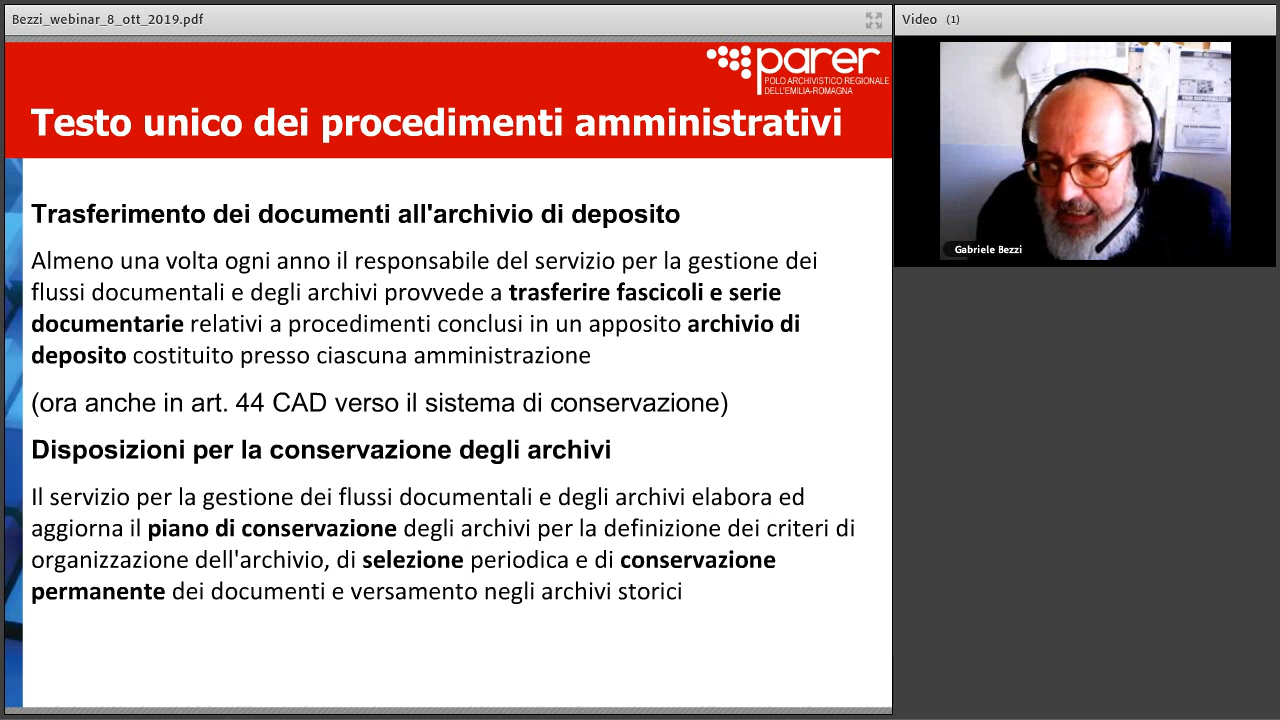 Bezzi_webinar_8_ott_2019.pdf
Video (1)
parer
POLO ARCHIVISTICO REGIONALE
DELL'EMILIA-ROMAGNA
Testo unico dei procedimenti amministrativi
Trasferimento dei documenti all'archivio di deposito
Almeno una volta ogni anno il responsabile del servizio per la gestione dei
flussi documentali e degli archivi provvede a trasferire fascicoli e serie
documentarie relativi a procedimenti conclusi in un apposito archivio di
deposito costituito presso ciascuna amministrazione
(ora anche in art. 44 CAD verso il sistema di conservazione)
Disposizioni per la conservazione degli archivi
Il servizio per la gestione dei flussi documentali e degli archivi elabora ed
aggiorna il piano di conservazione degli archivi per la definizione dei criteri di
organizzazione dell'archivio, di selezione periodica e di conservazione
permanente dei documenti e versamento negli archivi storici
Gabriele Bezzi